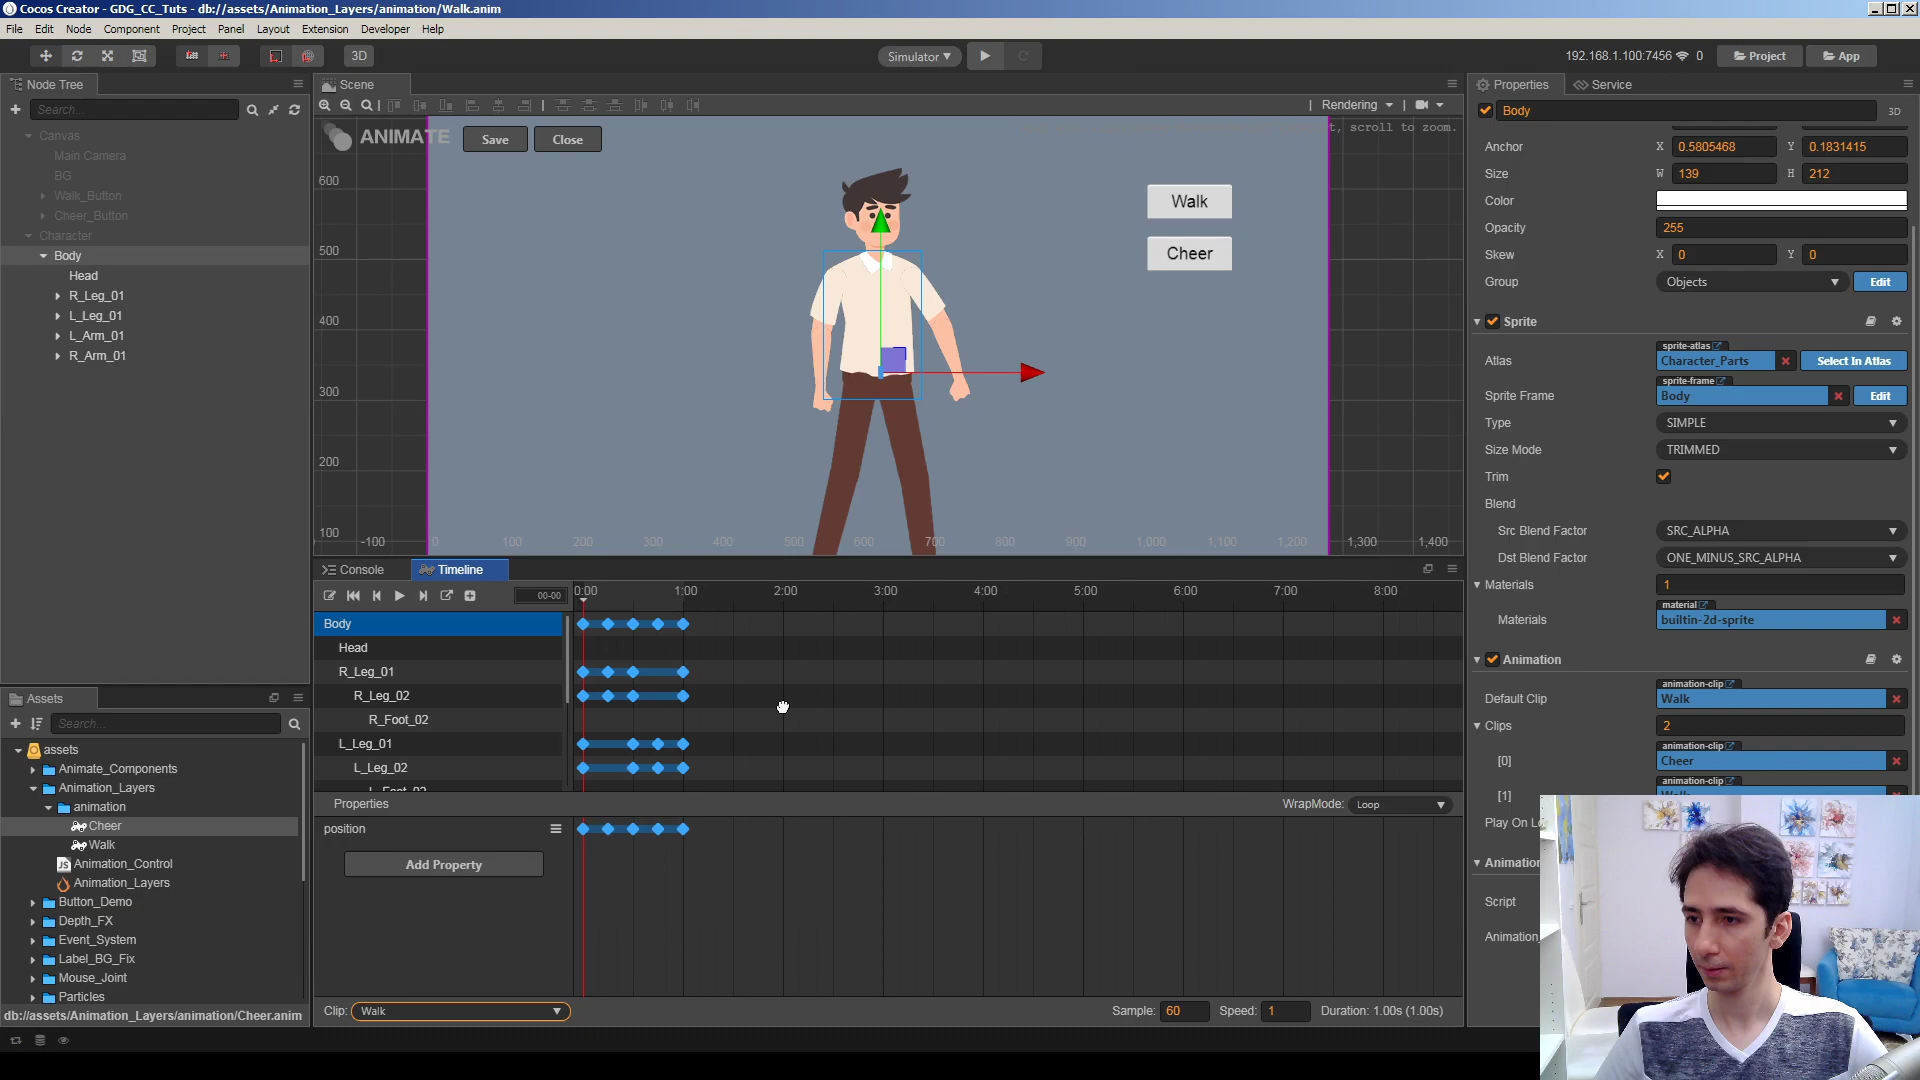 Cocos Creator - GDG_CC_Tuts - db://assets/Animation_Layers/animation/Walk.anim
File Edit Node Component Project Panel Layout Extension Developer Help
3D Simulator 192.168.1.100:7456 0 Project App
Node Tree
Search...
Canvas
Main Camera
BG
Walk_Button
Cheer_Button
Character
Body
Head
R_Leg_01
L_Leg_01
L_Arm_01
R_Arm_01
Scene
Rendering
ANIMATE Save Close
t, scroll to zoom.
Walk
Cheer
600
500
400
300
200
100
-100 0 100 200 300 400 500 600 700 800 900 1,000 1,100 1,200 1,300 1,400
Console Timeline
00-00 0:00 1:00 2:00 3:00 4:00 5:00 6:00 7:00 8:00
Body
Head
R_Leg_01
R_Leg_02
R_Foot_02
L_Leg_01
L_Leg_02
Properties WrapMode: Loop
position
Add Property
Clip: Walk Sample: 60 Speed: 1 Duration: 1.00s (1.00s)
Assets
Search...
assets
Animate_Components
Animation_Layers
animation
Cheer
Walk
JS Animation_Control
Animation_Layers
Button_Demo
Depth_FX
Event_System
Label_BG_Fix
Mouse_Joint
Particles
db://assets/Animation_Layers/animation/Cheer.anim
Properties Service
Body 3D
Anchor X 0.5805468 Y 0.1831415
Size W 139 H 212
Color
Opacity 255
Skew X 0 Y 0
Group Objects Edit
Sprite
sprite-atlas
Atlas Character_Parts Select In Atlas
sprite-frame
Sprite Frame Body Edit
Type SIMPLE
Size Mode TRIMMED
Trim
Blend
Src Blend Factor SRC_ALPHA
Dst Blend Factor ONE_MINUS_SRC_ALPHA
Materials 1
material
Materials builtin-2d-sprite
Animation
animation-clip
Default Clip Walk
Clips 2
animation-clip
[0] Cheer
animation-clip
[1]
Play On Lo
Animation
Script
Animation_